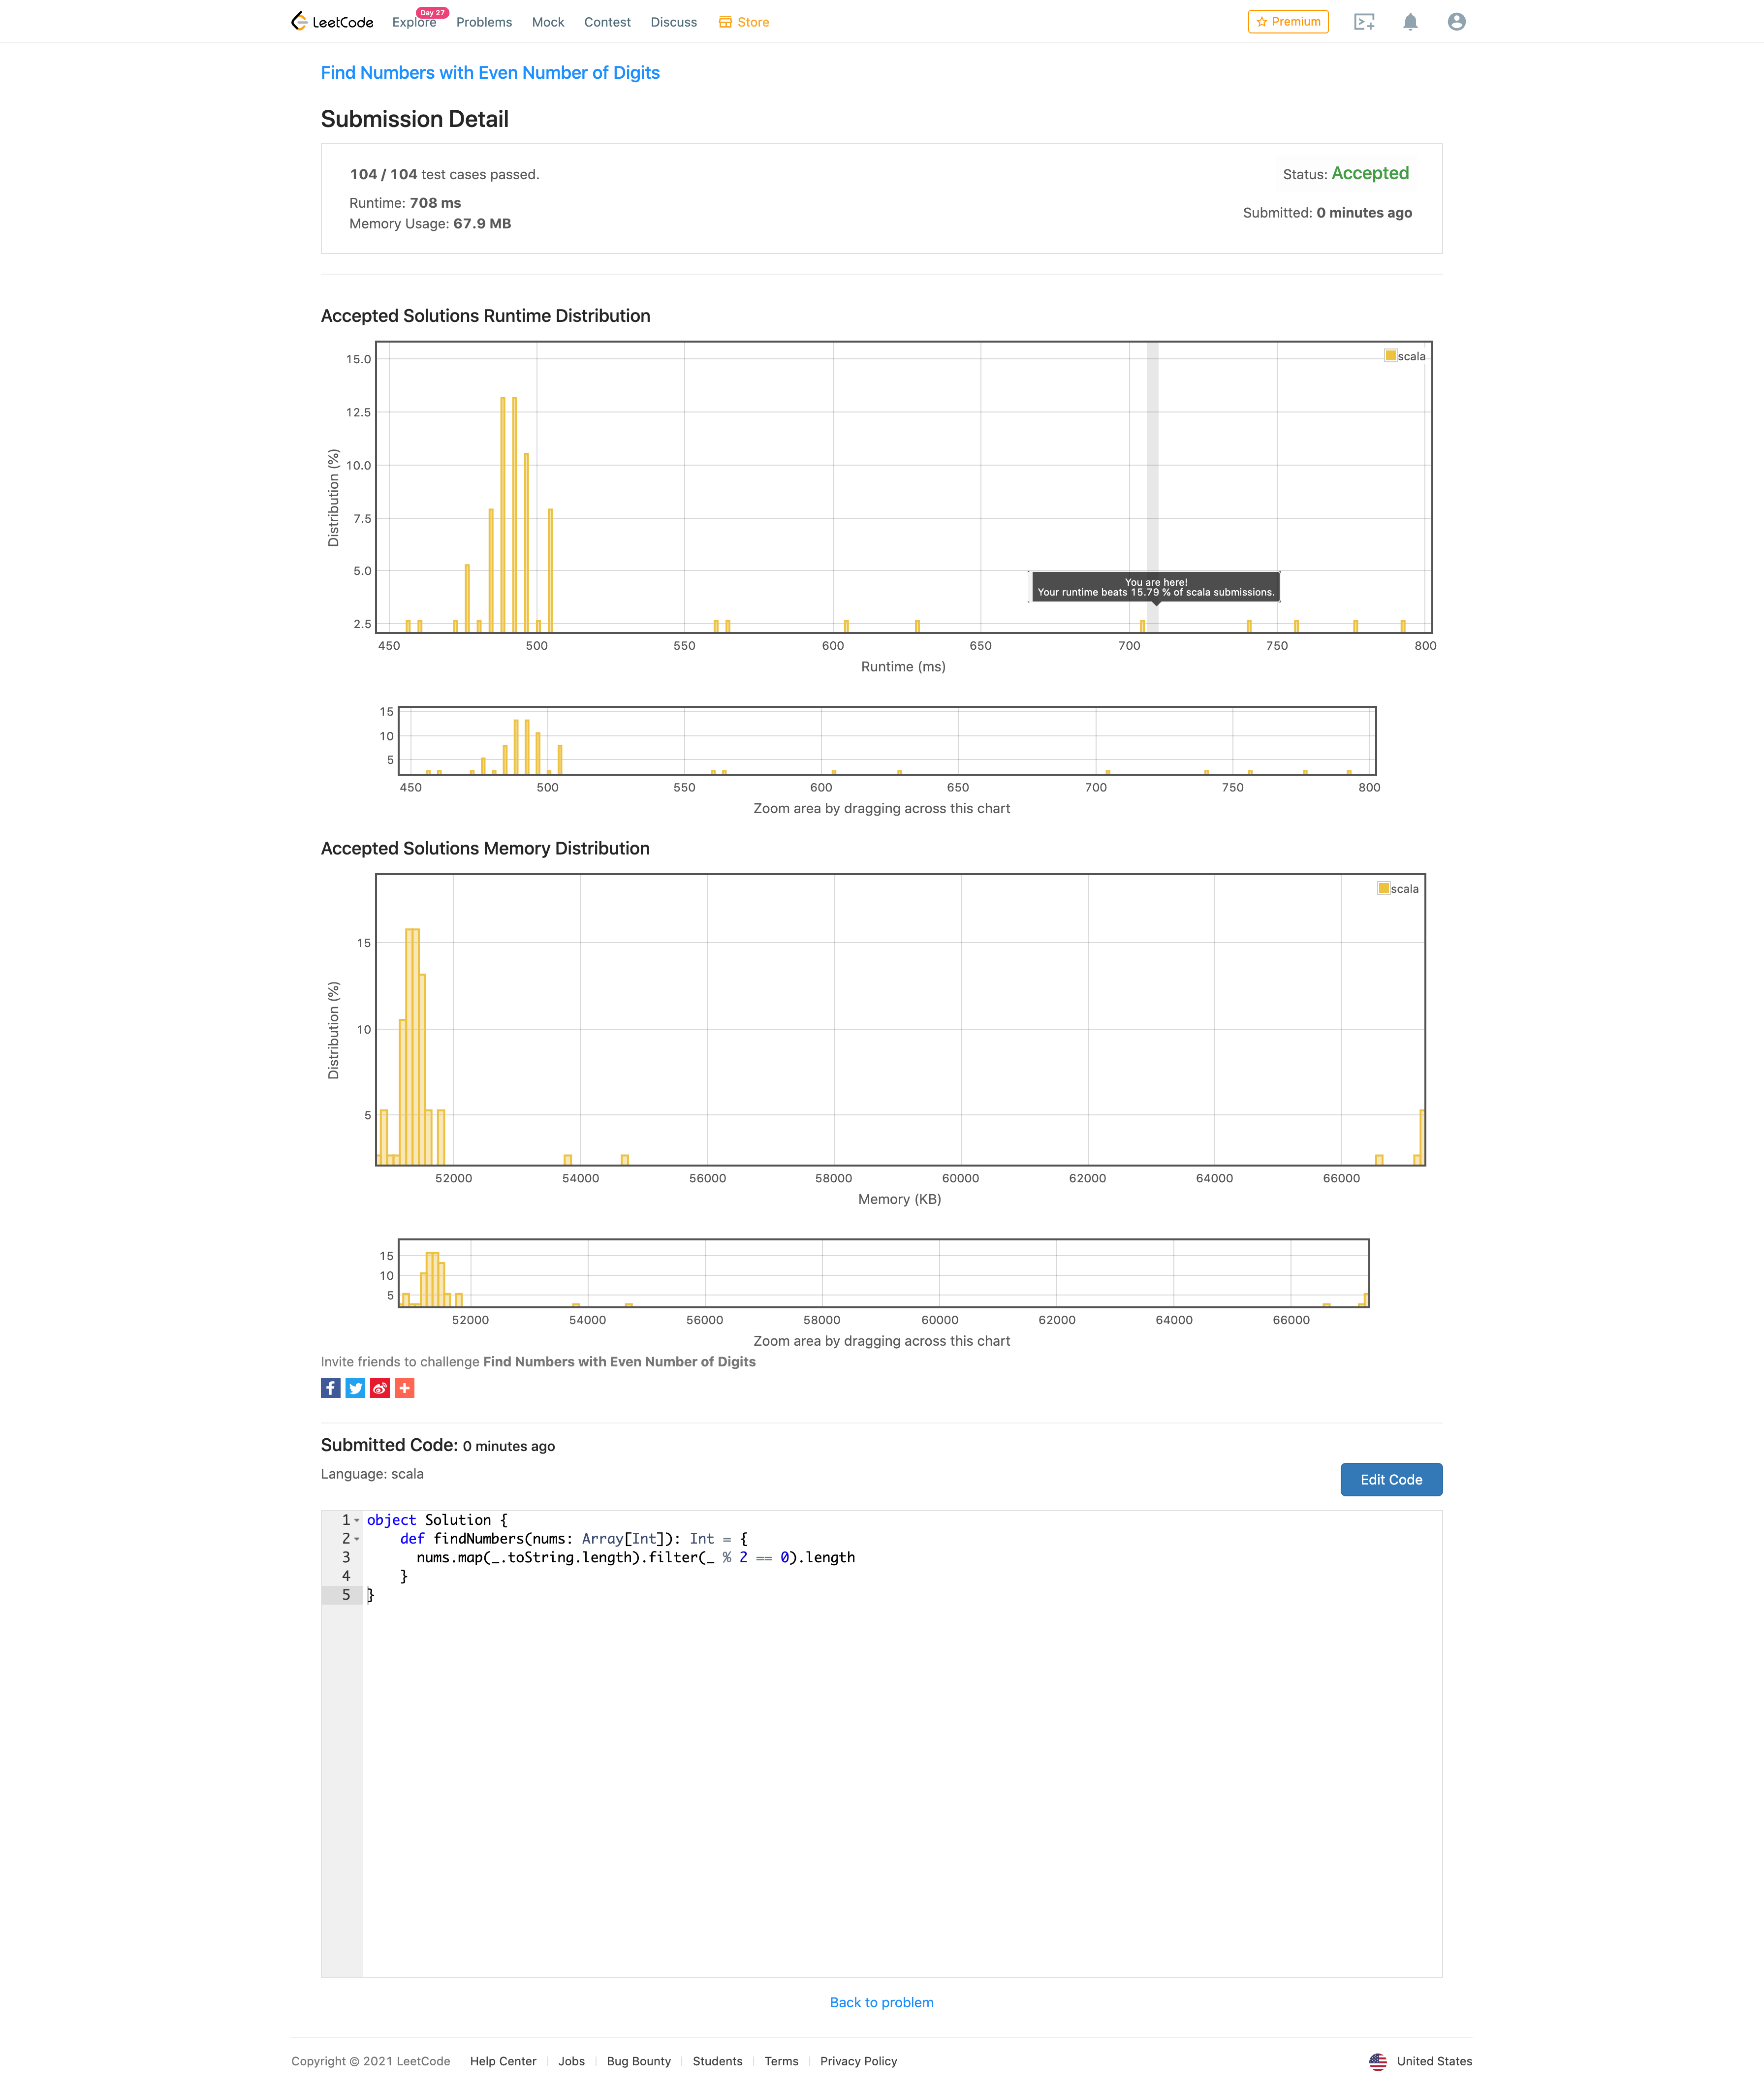 LeetCode Explore Day 27 Problems Mock Contest Discuss Store Premium
Find Numbers with Even Number of Digits
Submission Detail
104 / 104 test cases passed.
Status: Accepted
Runtime: 708 ms
Submitted: 0 minutes ago
Memory Usage: 67.9 MB
Accepted Solutions Runtime Distribution
scala
15.0
12.5
10.0
7.5
5.0
2.5
Distribution (%)
You are here!
Your runtime beats 15.79 % of scala submissions.
450 500 550 600 650 700 750 800
Runtime (ms)
15
10
5
450 500 550 600 650 700 750 800
Zoom area by dragging across this chart
Accepted Solutions Memory Distribution
scala
15
10
5
Distribution (%)
52000 54000 56000 58000 60000 62000 64000 66000
Memory (KB)
15
10
5
52000 54000 56000 58000 60000 62000 64000 66000
Zoom area by dragging across this chart
Invite friends to challenge Find Numbers with Even Number of Digits
Submitted Code: 0 minutes ago
Language: scala
Edit Code
1 object Solution {
2     def findNumbers(nums: Array[Int]): Int = {
3       nums.map(_.toString.length).filter(_ % 2 == 0).length
4     }
5 }
Back to problem
Copyright © 2021 LeetCode Help Center Jobs Bug Bounty Students Terms Privacy Policy United States